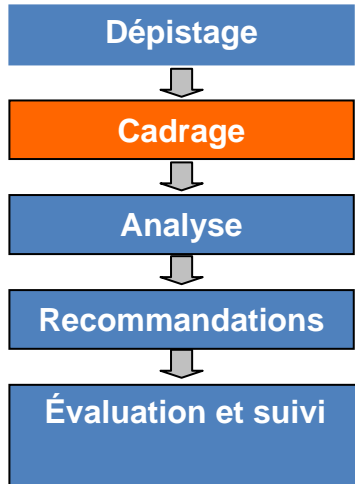 Dépistage
Cadrage
Analyse
Recommandations
Évaluation et suivi